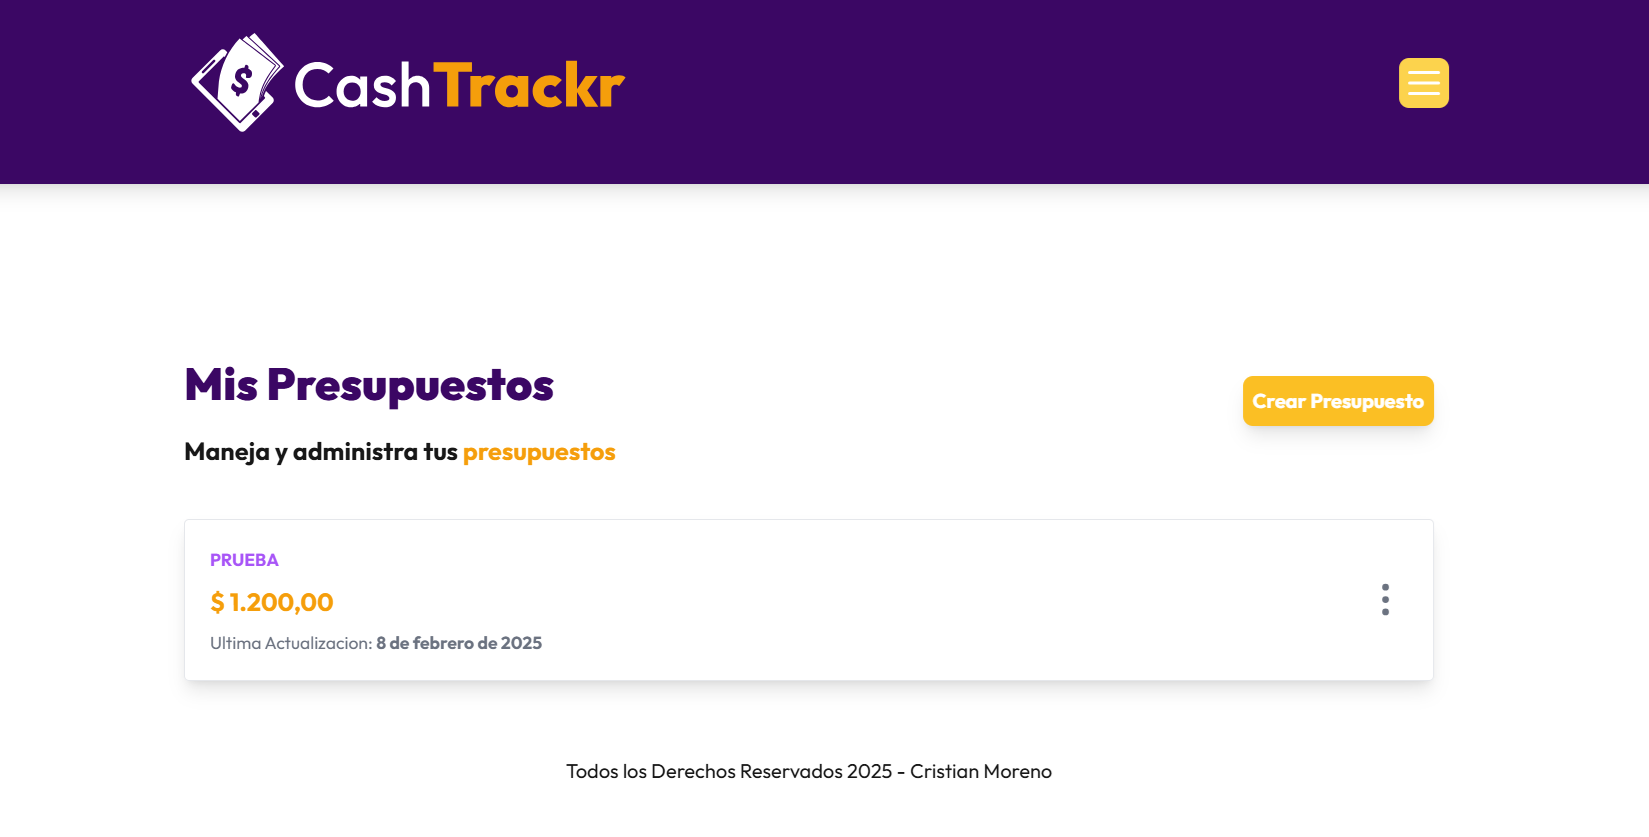 $
CashTrackr
Mis Presupuestos
Crear Presupuesto
Maneja y administra tus presupuestos
PRUEBA
$ 1.200,00
Ultima Actualizacion: 8 de febrero de 2025
Todos los Derechos Reservados 2025 - Cristian Moreno